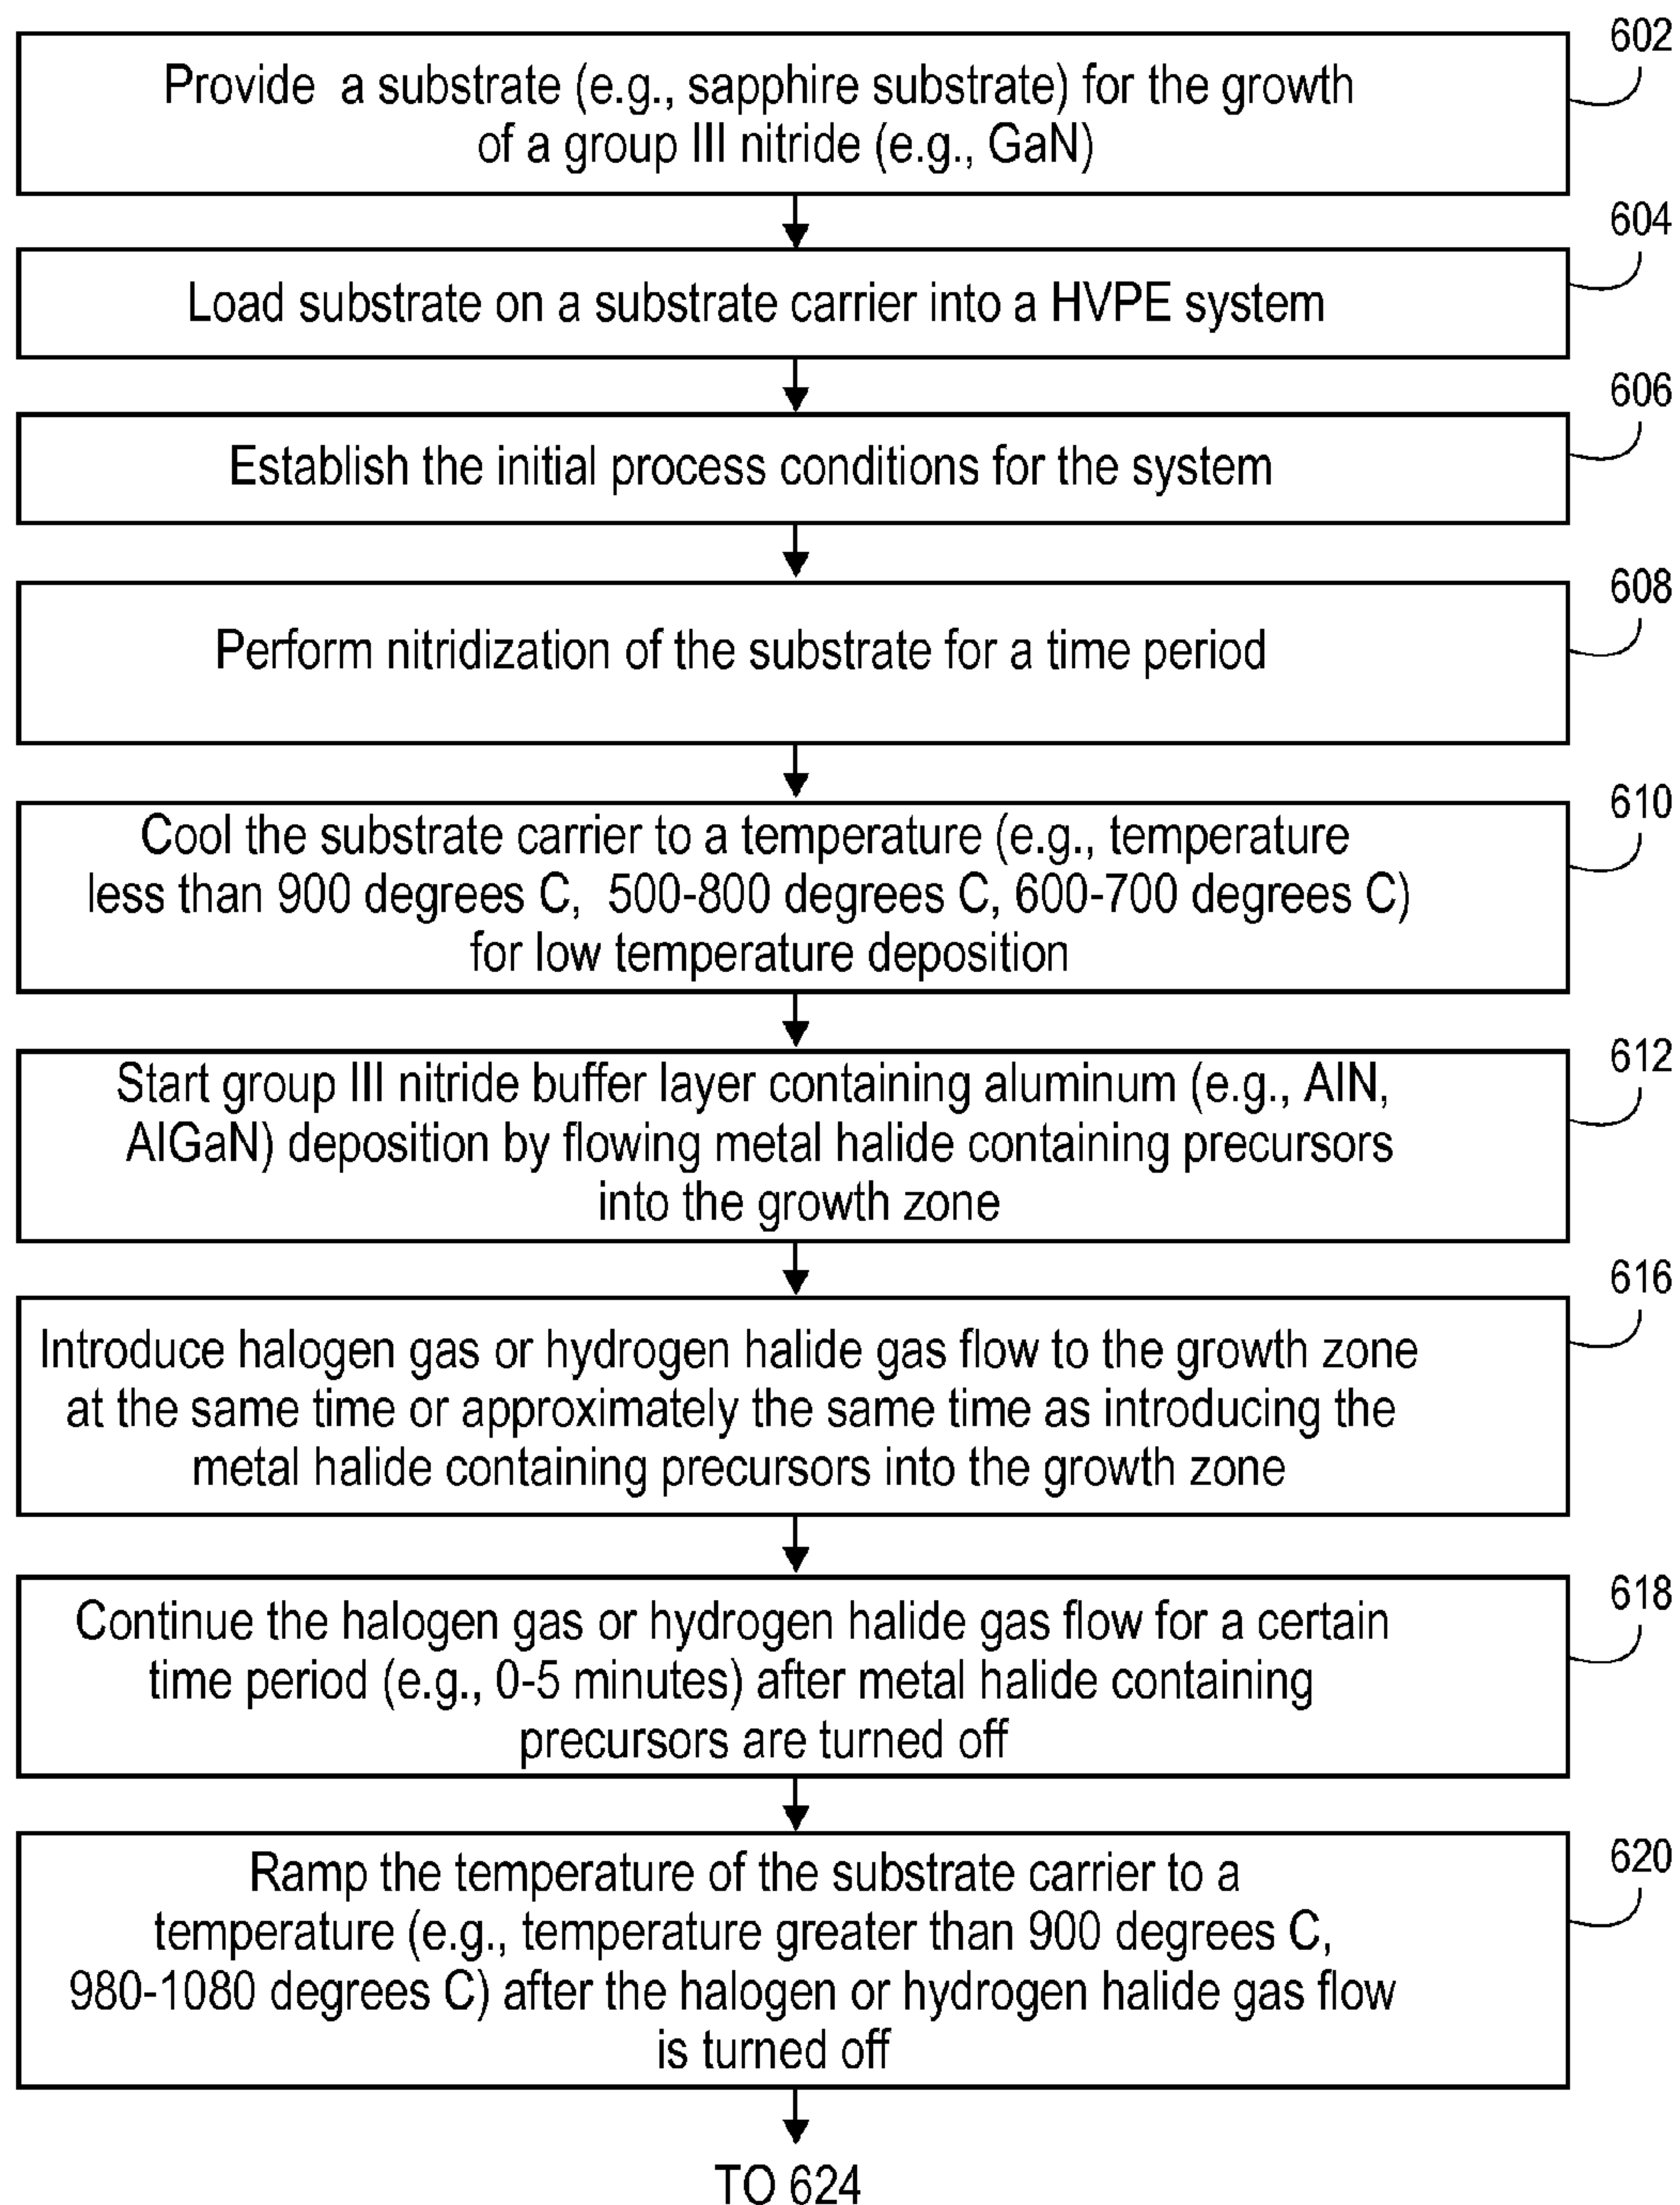 602
Provide a substrate (e.g., sapphire substrate) for the growth
of a group III nitride (e.g., GaN)
604
Load substrate on a substrate carrier into a HVPE system
606
Establish the initial process conditions for the system
608
Perform nitridization of the substrate for a time period
610
Cool the substrate carrier to a temperature (e.g., temperature
less than 900 degrees C, 500-800 degrees C, 600-700 degrees C)
for low temperature deposition
612
Start group III nitride buffer layer containing aluminum (e.g., AlN,
AlGaN) deposition by flowing metal halide containing precursors
into the growth zone
616
Introduce halogen gas or hydrogen halide gas flow to the growth zone
at the same time or approximately the same time as introducing the
metal halide containing precursors into the growth zone
618
Continue the halogen gas or hydrogen halide gas flow for a certain
time period (e.g., 0-5 minutes) after metal halide containing
precursors are turned off
620
Ramp the temperature of the substrate carrier to a
temperature (e.g., temperature greater than 900 degrees C,
980-1080 degrees C) after the halogen or hydrogen halide gas flow
is turned off
TO 624